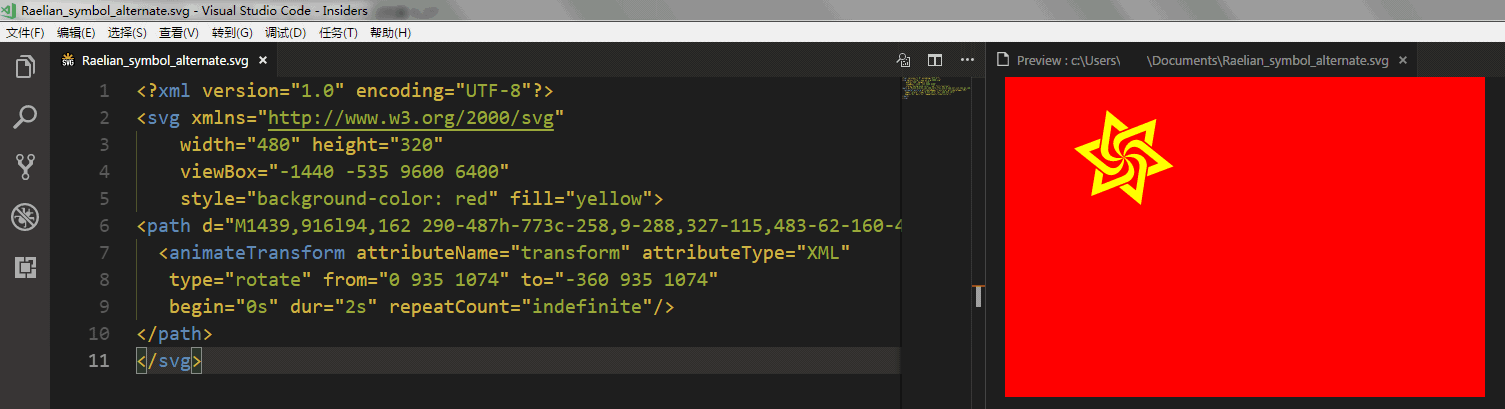 Raelian_symbol_alternate.svg - Visual Studio Code - Insiders
文件(F) 编辑(E) 选择(S) 查看(V) 转到(G) 调试(D) 任务(T) 帮助(H)
SVG Raelian_symbol_alternate.svg ×
Preview : c:\Users\ \Documents\Raelian_symbol_alternate.svg ×
1 <?xml version="1.0" encoding="UTF-8"?>
2 <svg xmlns="http://www.w3.org/2000/svg"
3 width="480" height="320"
4 viewBox="-1440 -535 9600 6400"
5 style="background-color: red" fill="yellow">
6 <path d="M1439,916l94,162 290-487h-773c-258,9-288,327-115,483-62-160-4
7 <animateTransform attributeName="transform" attributeType="XML"
8 type="rotate" from="0 935 1074" to="-360 935 1074"
9 begin="0s" dur="2s" repeatCount="indefinite"/>
10 </path>
11 </svg>